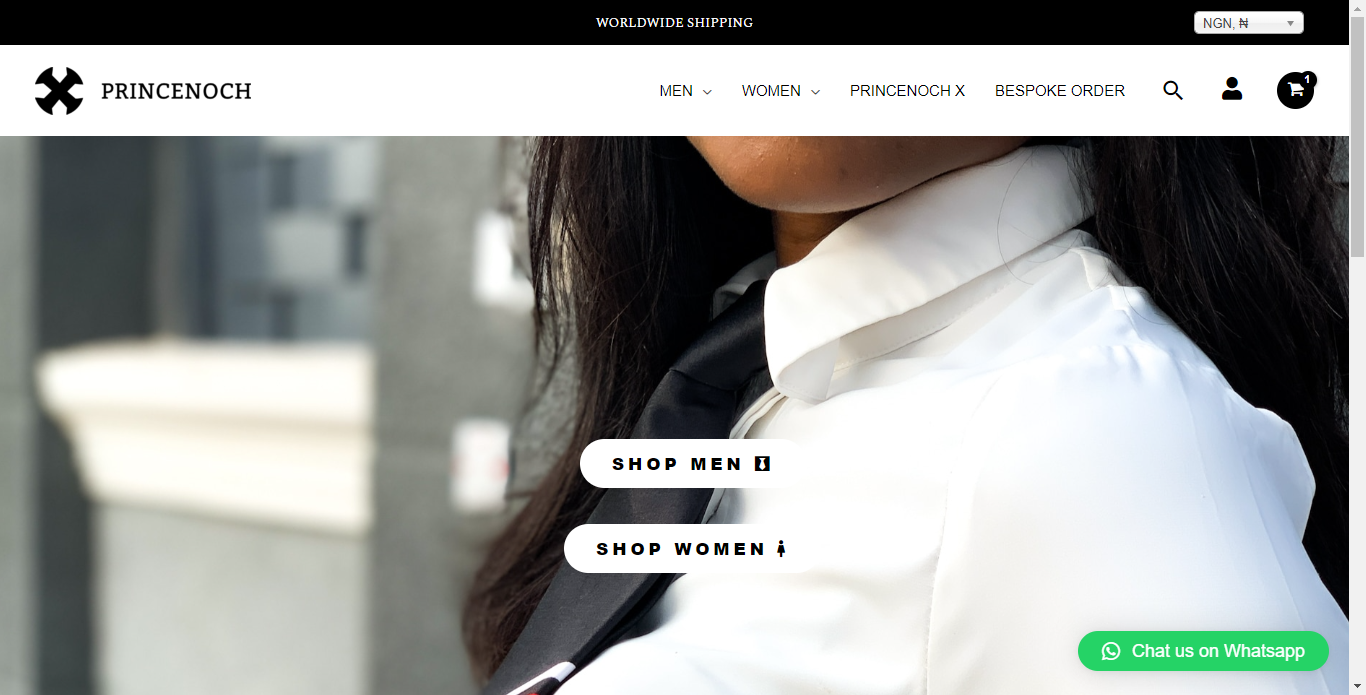 WORLDWIDE SHIPPING
NGN, ₦
PRINCENOCH
MEN
WOMEN
PRINCENOCH X
BESPOKE ORDER
1
SHOP MEN
SHOP WOMEN
Chat us on Whatsapp